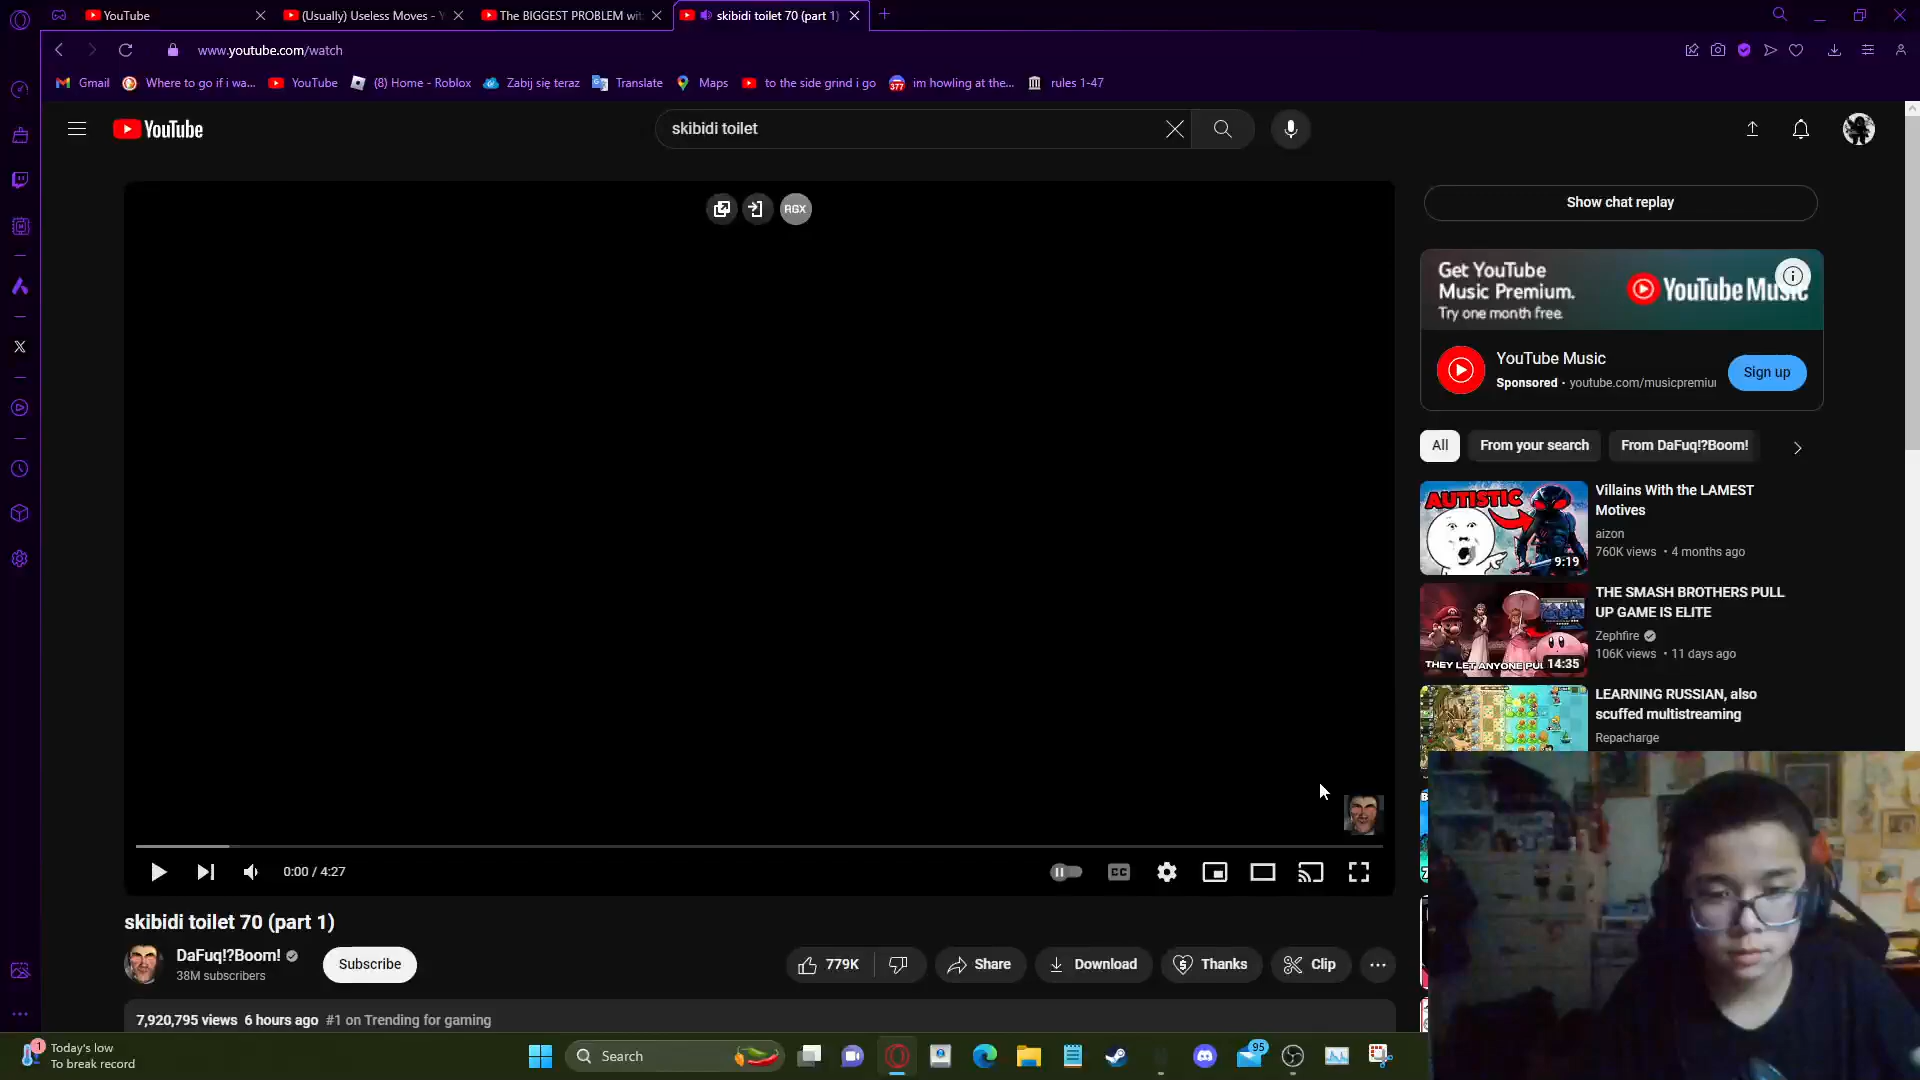 YouTube
(Usually) Useless Moves - Y
The BIGGEST PROBLEM wit
skibidi toilet 70 (part 1)
www.youtube.com/watch
Gmail
Where to go if i wa...
YouTube
(8) Home - Roblox
Zabij się teraz
Translate
Maps
to the side grind i go
377
im howling at the...
rules 1-47
YouTube
skibidi toilet
RGX
Show chat replay
Get YouTube
Music Premium.
Try one month free.
YouTube Music
YouTube Music
Sponsored • youtube.com/musicpremiu
Sign up
All
From your search
From DaFuq!?Boom!
AUTISTIC
9:19
Villains With the LAMEST
Motives
aizon
760K views • 4 months ago
THEY LET ANYONE PUL
14:35
THE SMASH BROTHERS PULL
UP GAME IS ELITE
Zephfire
106K views • 11 days ago
LEARNING RUSSIAN, also
scuffed multistreaming
Repacharge
0:00 / 4:27
CC
skibidi toilet 70 (part 1)
DaFuq!?Boom!
38M subscribers
Subscribe
779K
Share
Download
Thanks
Clip
7,920,795 views 6 hours ago #1 on Trending for gaming
1
Today's low
To break record
Search
95